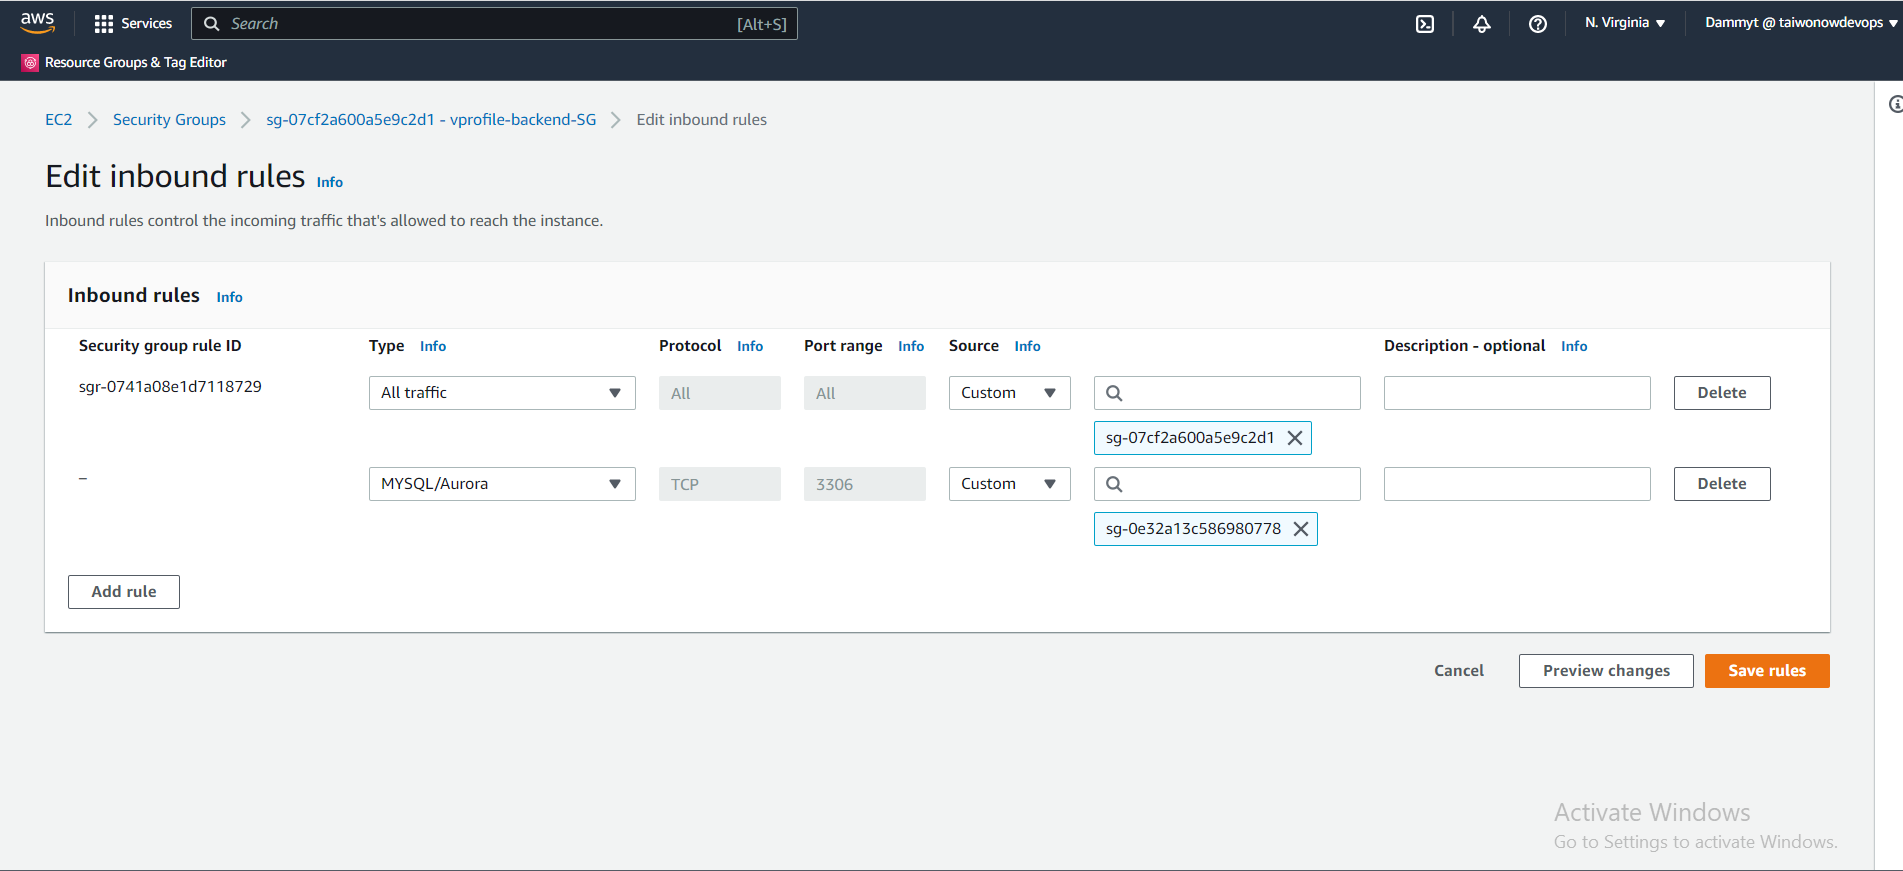 aws Services Search [Alt+S] N. Virginia Dammyt @ taiwonowdevops
Resource Groups & Tag Editor
EC2 Security Groups sg-07cf2a600a5e9c2d1 - vprofile-backend-SG Edit inbound rules
Edit inbound rules Info
Inbound rules control the incoming traffic that's allowed to reach the instance.
Inbound rules Info
Security group rule ID Type Info Protocol Info Port range Info Source Info Description - optional Info
sgr-0741a08e1d7118729 All traffic All All Custom Delete
sg-07cf2a600a5e9c2d1
– MYSQL/Aurora TCP 3306 Custom Delete
sg-0e32a13c586980778
Add rule
Cancel Preview changes Save rules
Activate Windows
Go to Settings to activate Windows.